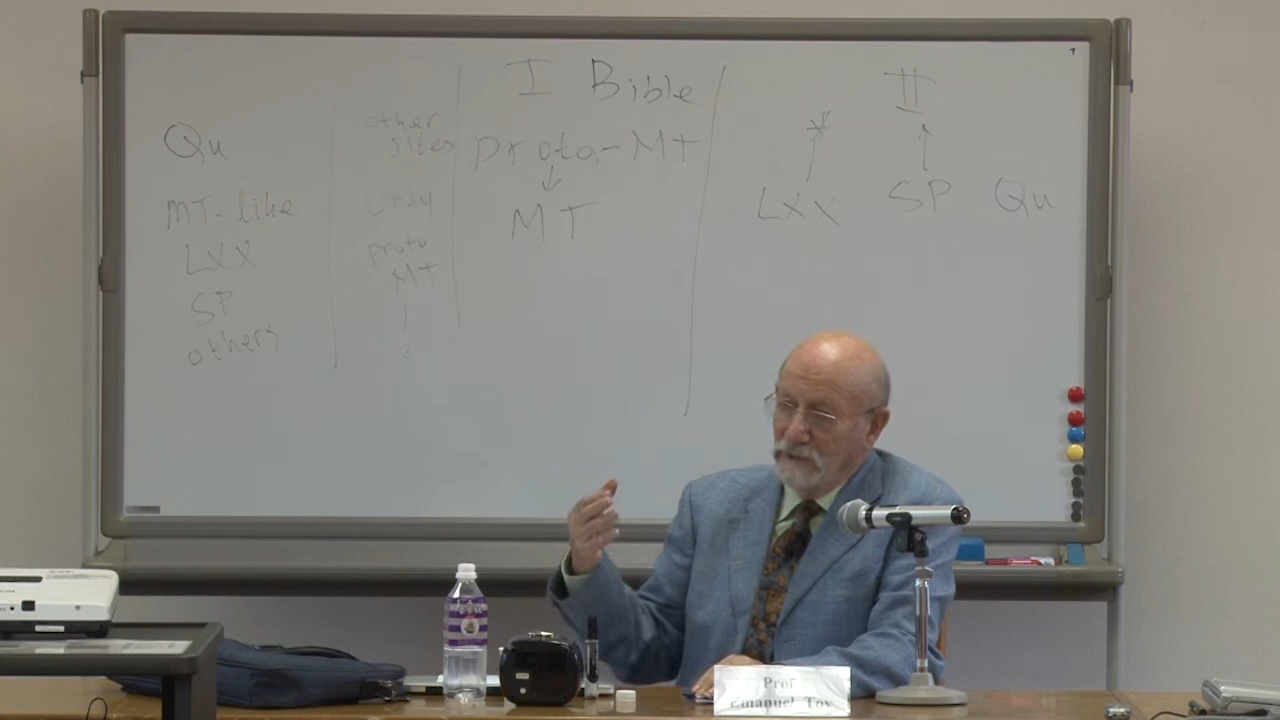 Qu
MT-like
LXX
SP
others
other
sites
only
proto
MT
I Bible
proto-MT
MT
II
LXX SP Qu
Prof
Emanuel Tov